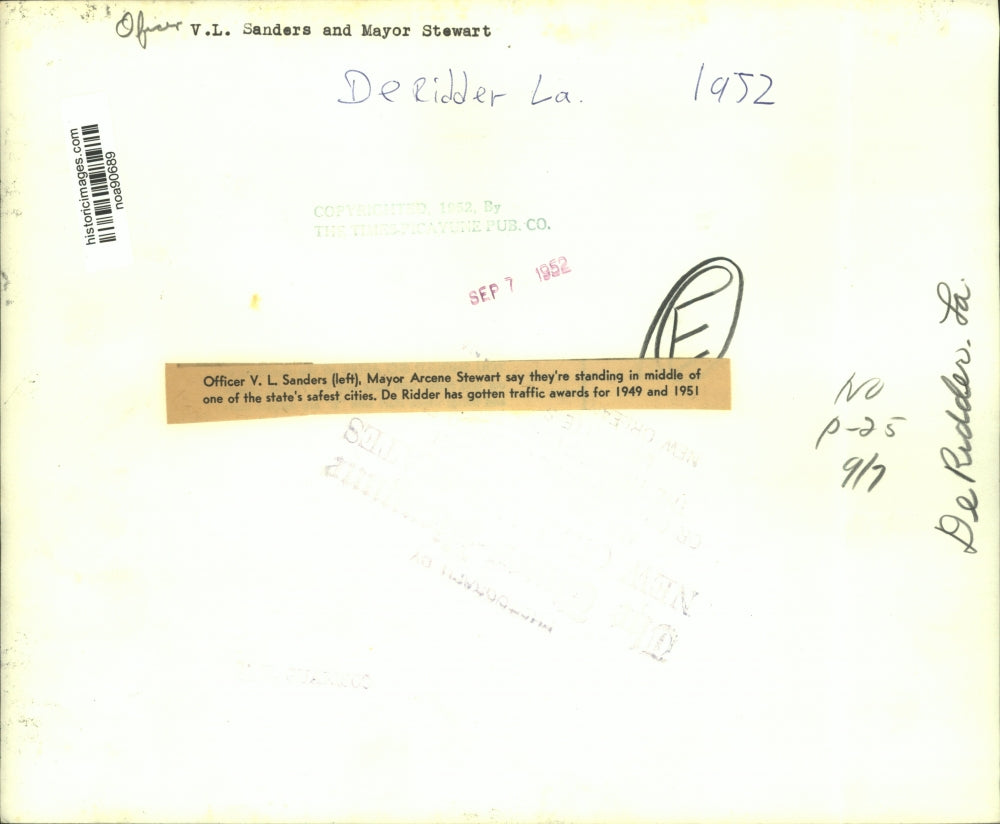 Officer V.L. Sanders and Mayor Stewart
DeRidder La. 1952
historicimages.com
noa90689
COPYRIGHTED, 1952, By
THE TIMES-PICAYUNE PUB. CO.
SEP 7 1952
E
Officer V. L. Sanders (left), Mayor Arcene Stewart say they're standing in middle of
one of the state's safest cities. De Ridder has gotten traffic awards for 1949 and 1951
NO
P-25
9/7
De Ridder. La.